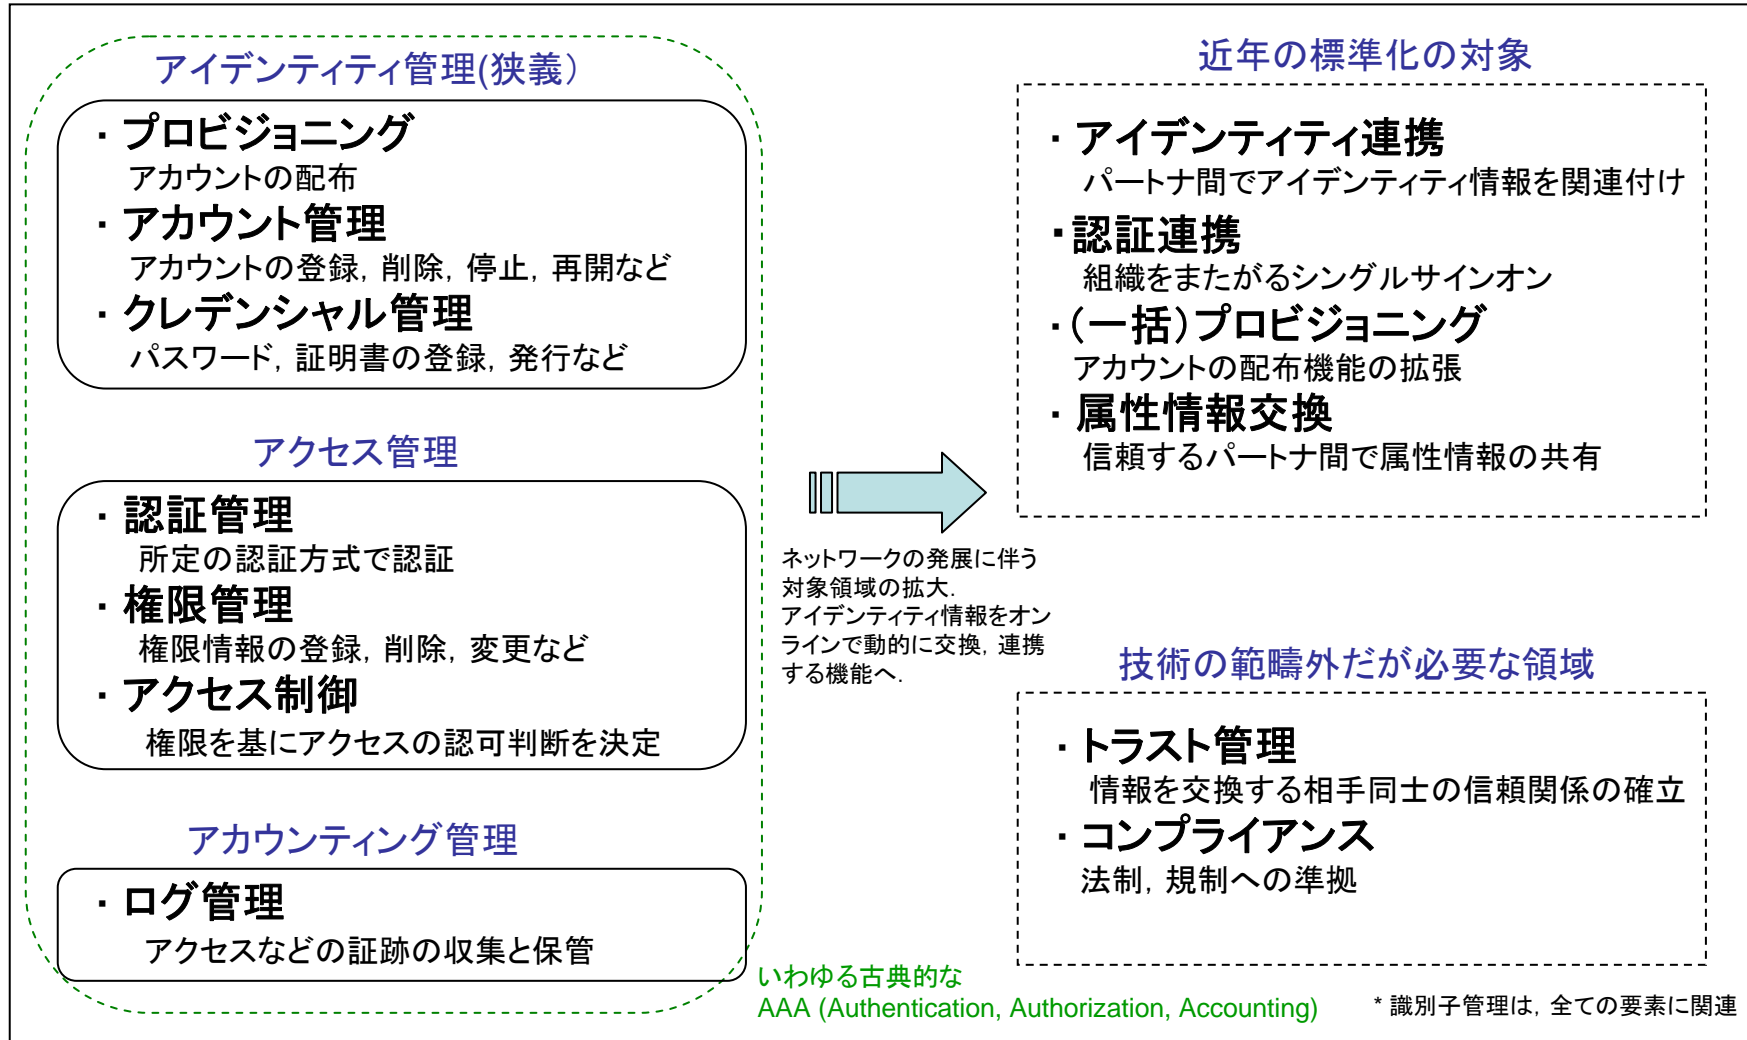 アイデンティティ管理(狭義)
・プロビジョニング
アカウントの配布
・アカウント管理
アカウントの登録, 削除, 停止, 再開など
・クレデンシャル管理
パスワード, 証明書の登録, 発行など
アクセス管理
・認証管理
所定の認証方式で認証
・権限管理
権限情報の登録, 削除, 変更など
・アクセス制御
権限を基にアクセスの認可判断を決定
アカウンティング管理
・ログ管理
アクセスなどの証跡の収集と保管
いわゆる古典的な
AAA (Authentication, Authorization, Accounting)
ネットワークの発展に伴う
対象領域の拡大.
アイデンティティ情報をオン
ラインで動的に交換, 連携
する機能へ.
近年の標準化の対象
・アイデンティティ連携
パートナ間でアイデンティティ情報を関連付け
・認証連携
組織をまたがるシングルサインオン
・(一括)プロビジョニング
アカウントの配布機能の拡張
・属性情報交換
信頼するパートナ間で属性情報の共有
技術の範疇外だが必要な領域
・トラスト管理
情報を交換する相手同士の信頼関係の確立
・コンプライアンス
法制, 規制への準拠
* 識別子管理は, 全ての要素に関連